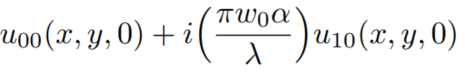 u₀₀(x, y, 0) + i(πw₀α/λ)u₁₀(x, y, 0)